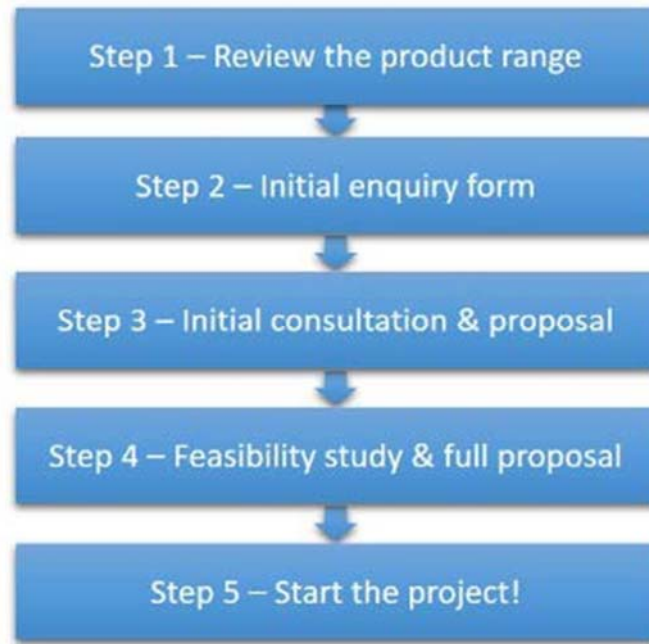 Step 1 – Review the product range
Step 2 – Initial enquiry form
Step 3 – Initial consultation & proposal
Step 4 – Feasibility study & full proposal
Step 5 – Start the project!